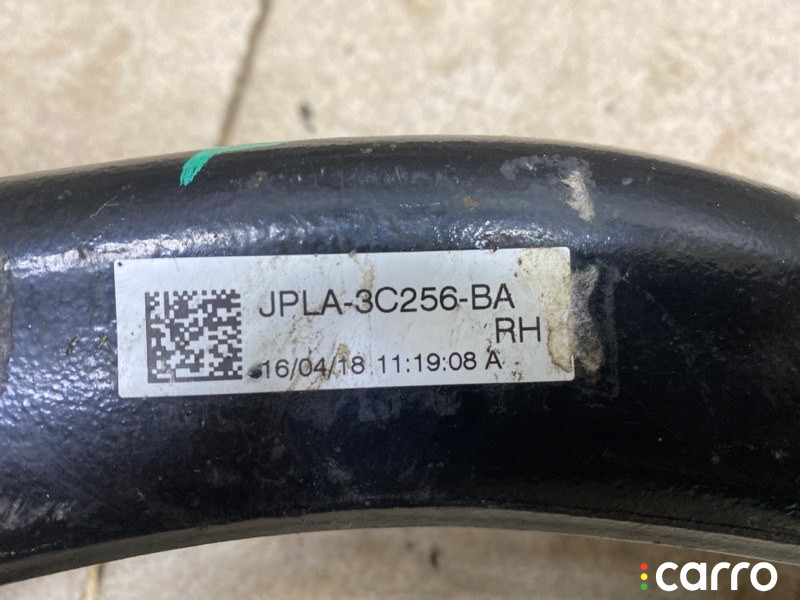 JPLA-3C256-BA
RH
16/04/18 11:19:08 A
carro